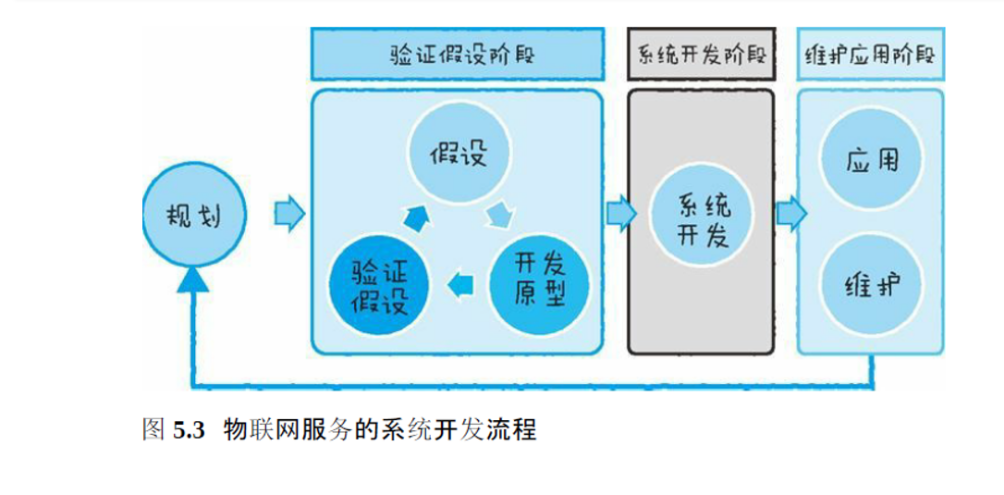 验证假设阶段
系统开发阶段
维护应用阶段
规划
假设
验证
假设
开发
原型
系统
开发
应用
维护
图 5.3 物联网服务的系统开发流程